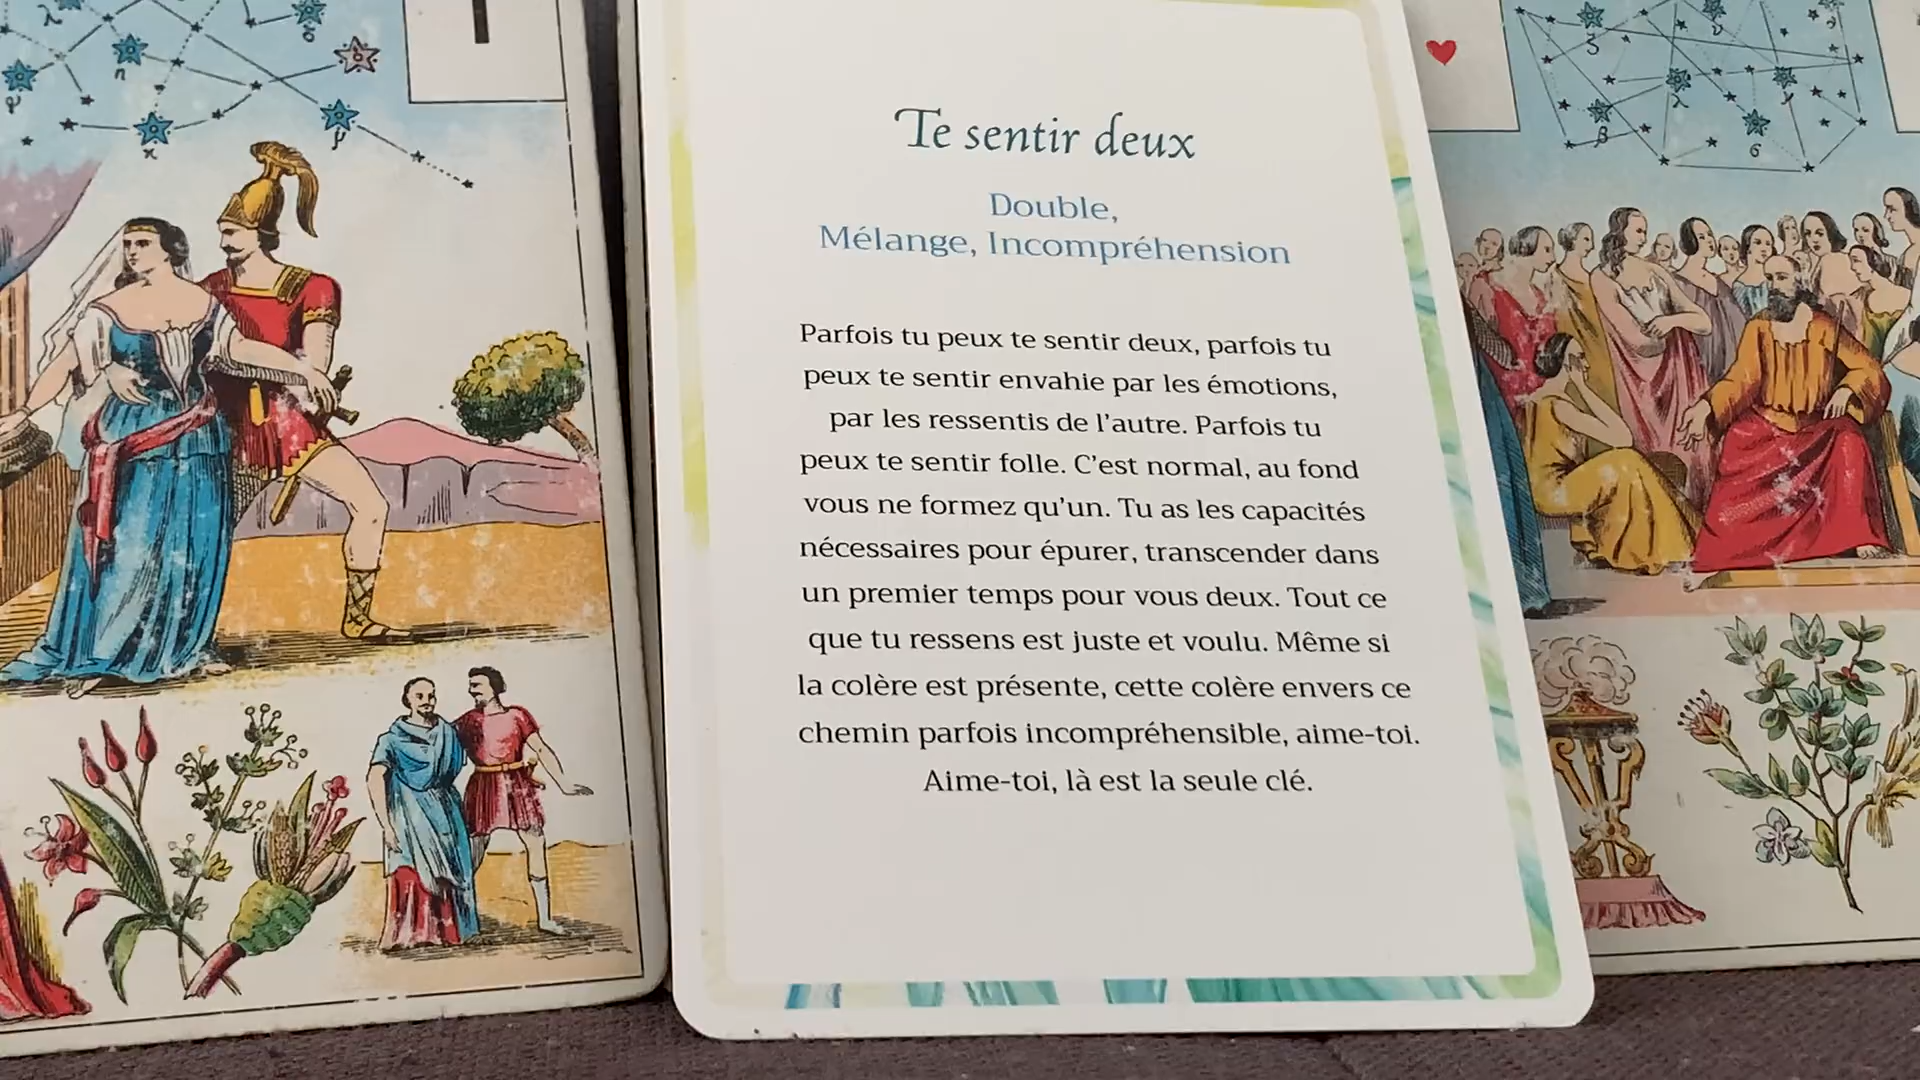 Te sentir deux
Double,
Mélange, Incompréhension
Parfois tu peux te sentir deux, parfois tu
peux te sentir envahie par les émotions,
par les ressentis de l'autre. Parfois tu
peux te sentir folle. C'est normal, au fond
vous ne formez qu'un. Tu as les capacités
nécessaires pour épurer, transcender dans
un premier temps pour vous deux. Tout ce
que tu ressens est juste et voulu. Même si
la colère est présente, cette colère envers ce
chemin parfois incompréhensible, aime-toi.
Aime-toi, là est la seule clé.